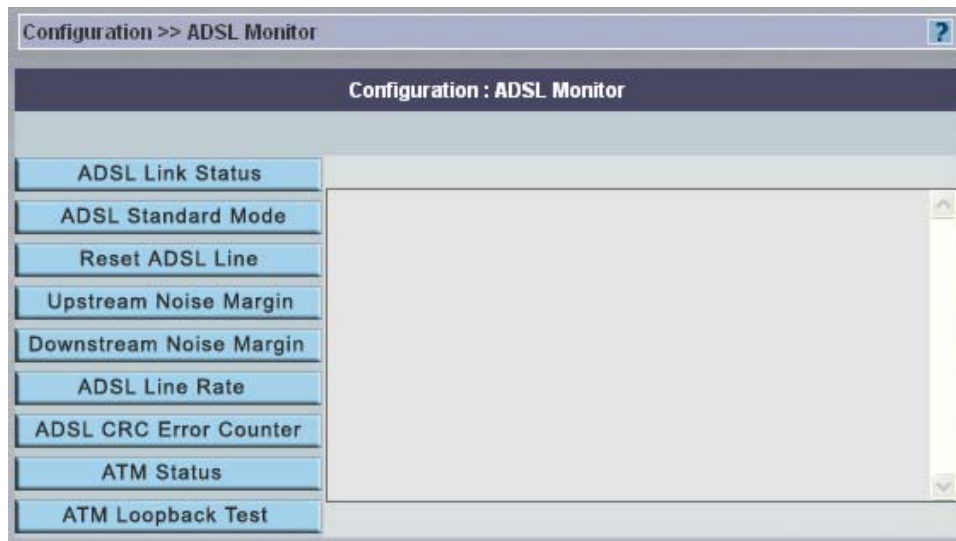 Configuration >> ADSL Monitor
?
Configuration : ADSL Monitor
ADSL Link Status
ADSL Standard Mode
Reset ADSL Line
Upstream Noise Margin
Downstream Noise Margin
ADSL Line Rate
ADSL CRC Error Counter
ATM Status
ATM Loopback Test